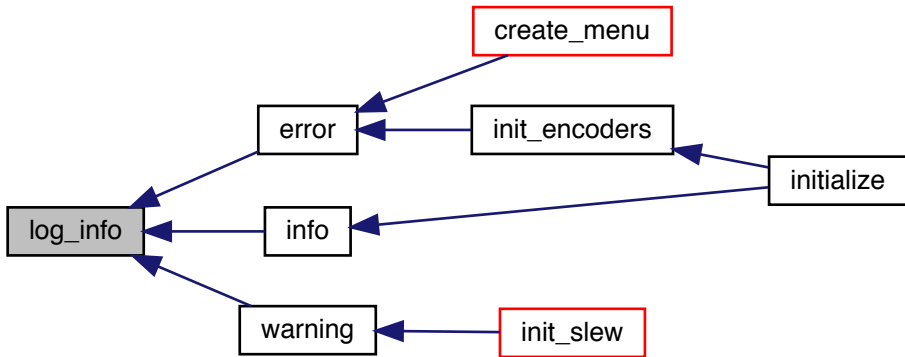 create_menu
error
init_encoders
initialize
log_info
info
warning
init_slew